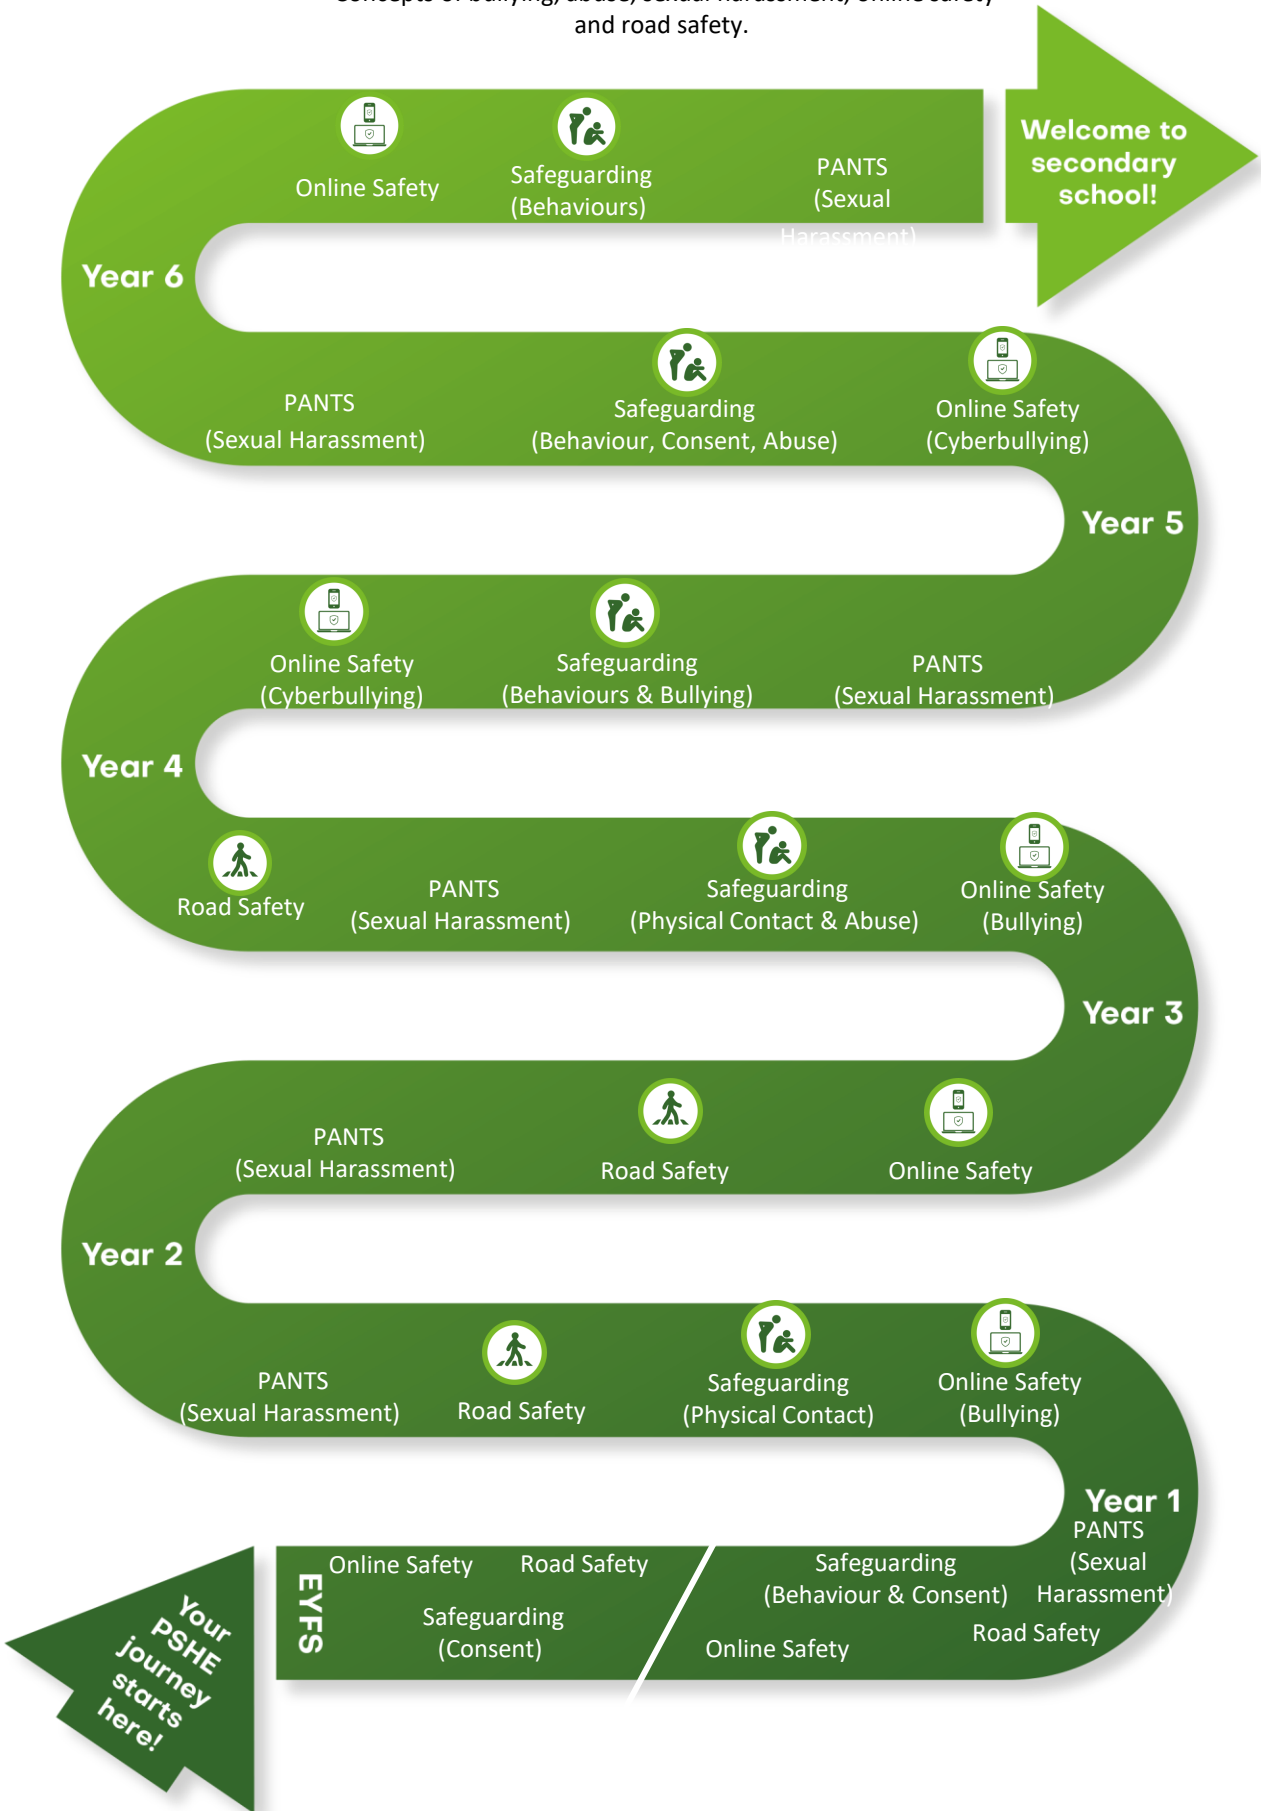 and road safety.
Welcome to
secondary
school!
Online Safety
Safeguarding
(Behaviours)
PANTS
(Sexual
Harassment)
Year 6
PANTS
(Sexual Harassment)
Safeguarding
(Behaviour, Consent, Abuse)
Online Safety
(Cyberbullying)
Year 5
Online Safety
(Cyberbullying)
Safeguarding
(Behaviours & Bullying)
PANTS
(Sexual Harassment)
Year 4
Road Safety
PANTS
(Sexual Harassment)
Safeguarding
(Physical Contact & Abuse)
Online Safety
(Bullying)
Year 3
PANTS
(Sexual Harassment)
Road Safety
Online Safety
Year 2
PANTS
(Sexual Harassment)
Road Safety
Safeguarding
(Physical Contact)
Online Safety
(Bullying)
Year 1
PANTS
(Sexual
Harassment)
Road Safety
Safeguarding
(Behaviour & Consent)
Online Safety
EYFS
Online Safety
Road Safety
Safeguarding
(Consent)
Your
PSHE
journey
starts
here!